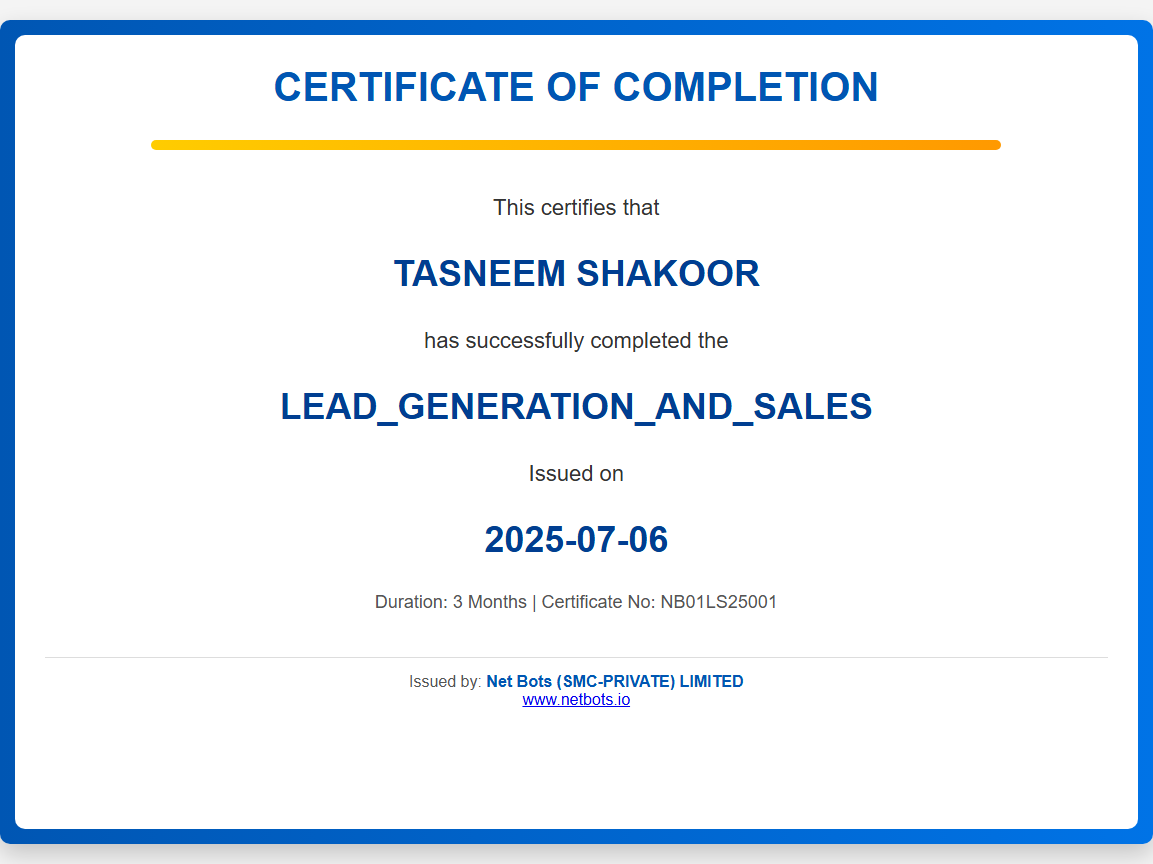 CERTIFICATE OF COMPLETION
This certifies that
TASNEEM SHAKOOR
has successfully completed the
LEAD_GENERATION_AND_SALES
Issued on
2025-07-06
Duration: 3 Months | Certificate No: NB01LS25001
Issued by: Net Bots (SMC-PRIVATE) LIMITED
www.netbots.io